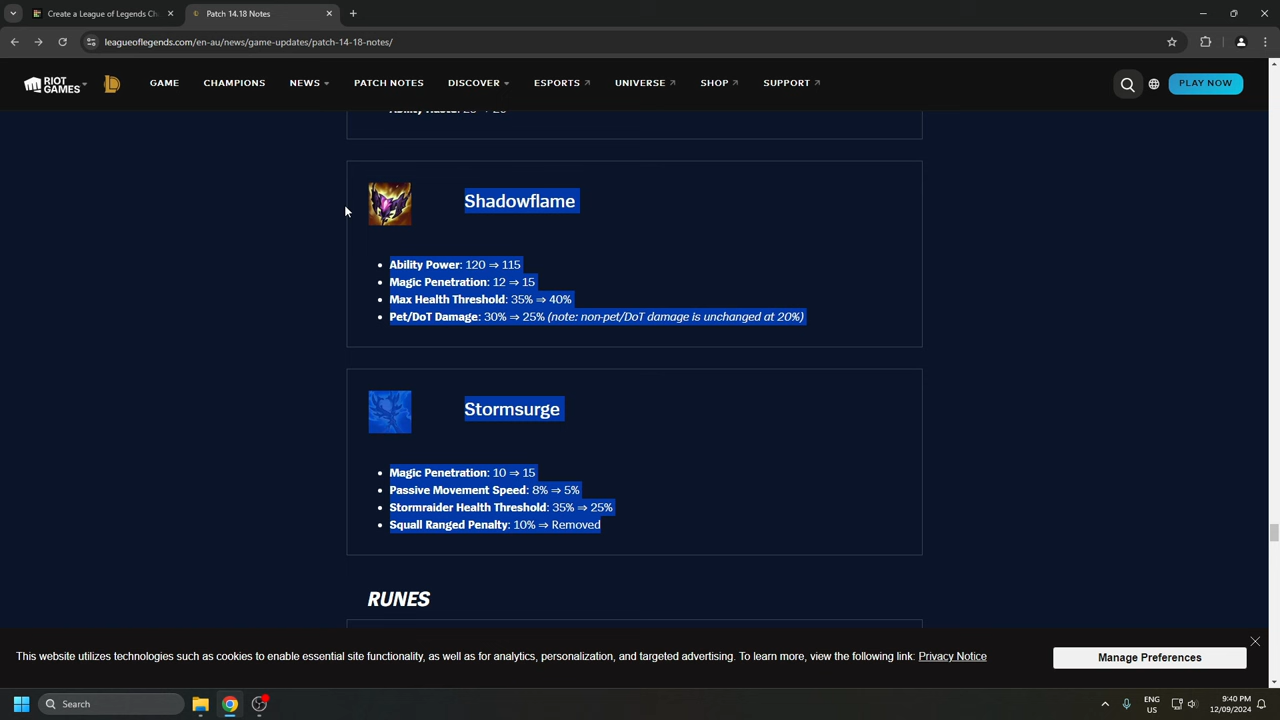 Create a League of Legends Ch
Patch 14.18 Notes
leagueoflegends.com/en-au/news/game-updates/patch-14-18-notes/
RIOT GAMES
GAME
CHAMPIONS
NEWS
PATCH NOTES
DISCOVER
ESPORTS
UNIVERSE
SHOP
SUPPORT
PLAY NOW
Shadowflame
Ability Power: 120 ⇒ 115
Magic Penetration: 12 ⇒ 15
Max Health Threshold: 35% ⇒ 40%
Pet/DoT Damage: 30% ⇒ 25% (note: non-pet/DoT damage is unchanged at 20%)
Stormsurge
Magic Penetration: 10 ⇒ 15
Passive Movement Speed: 8% ⇒ 5%
Stormraider Health Threshold: 35% ⇒ 25%
Squall Ranged Penalty: 10% ⇒ Removed
RUNES
This website utilizes technologies such as cookies to enable essential site functionality, as well as for analytics, personalization, and targeted advertising. To learn more, view the following link: Privacy Notice
Manage Preferences
Search
ENG
US
9:40 PM
12/09/2024